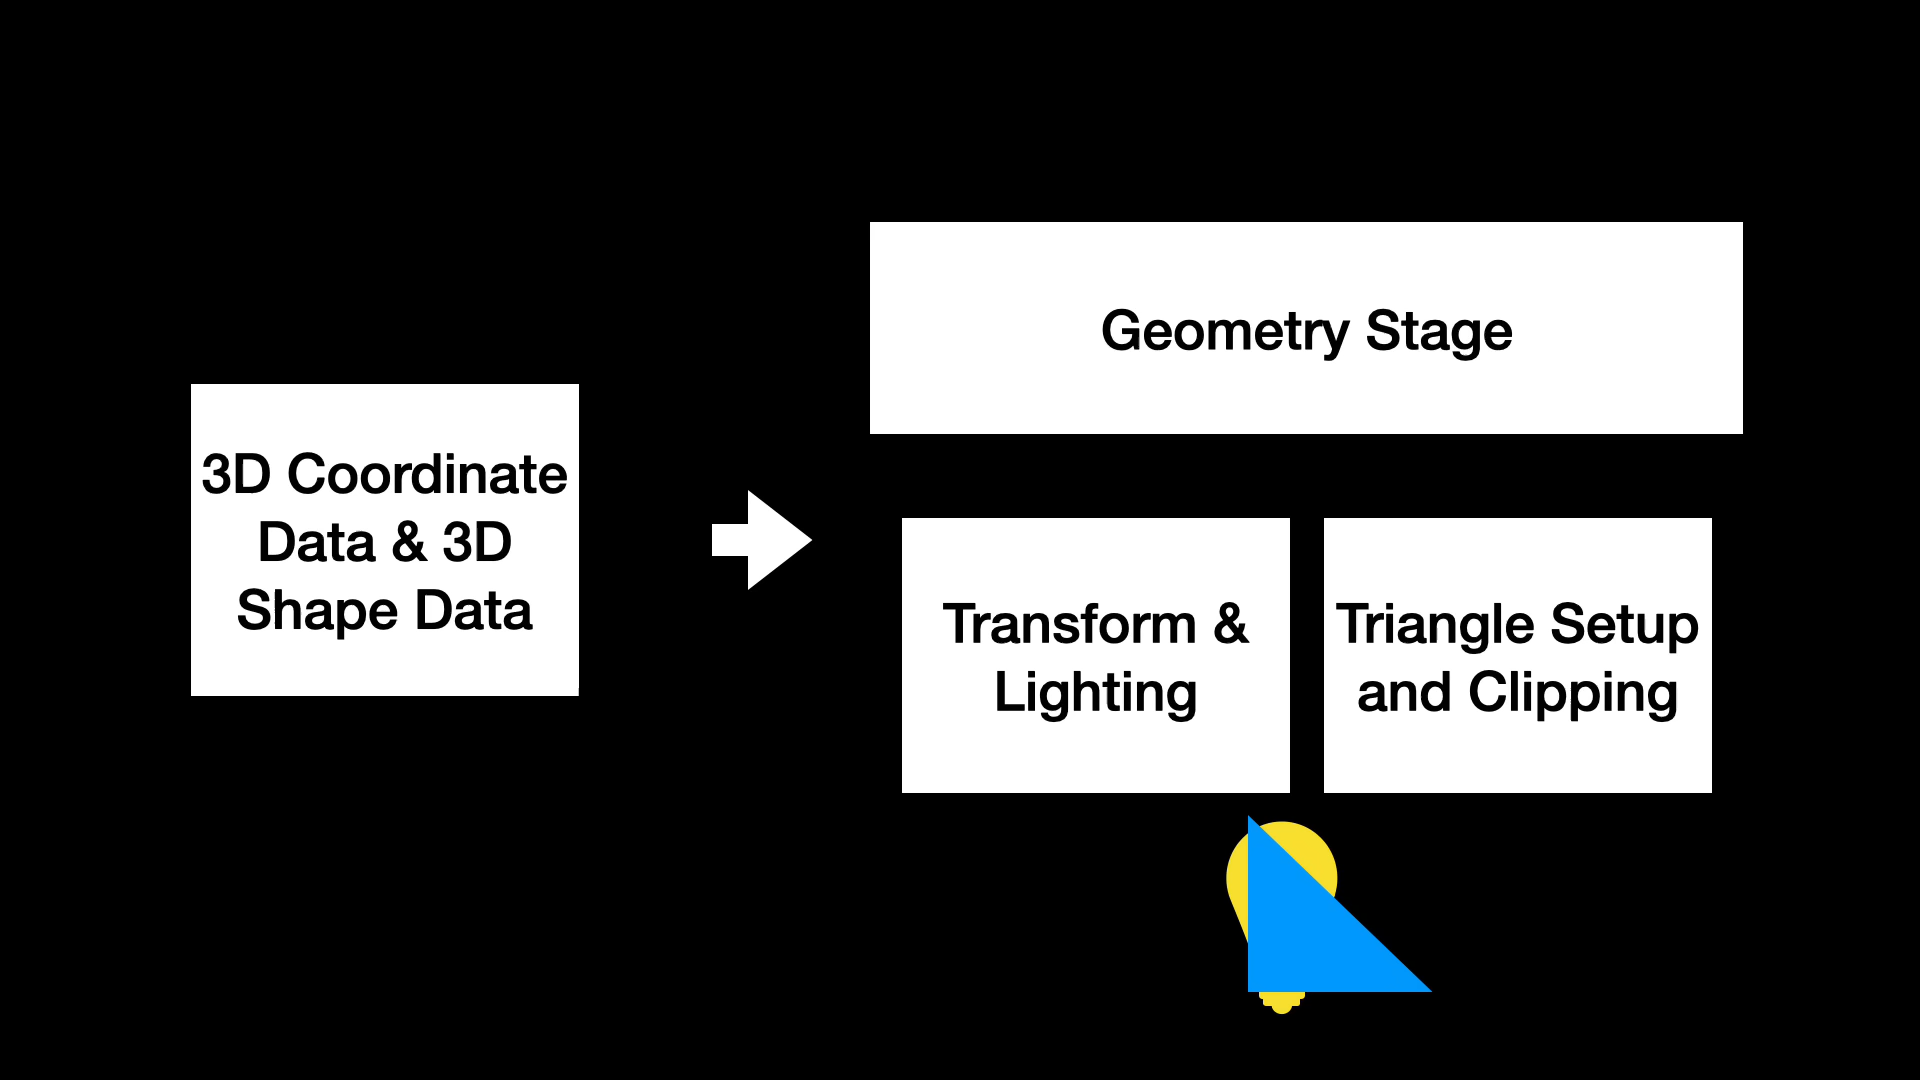 3D Coordinate
Data & 3D
Shape Data
Geometry Stage
Transform &
Lighting
Triangle Setup
and Clipping